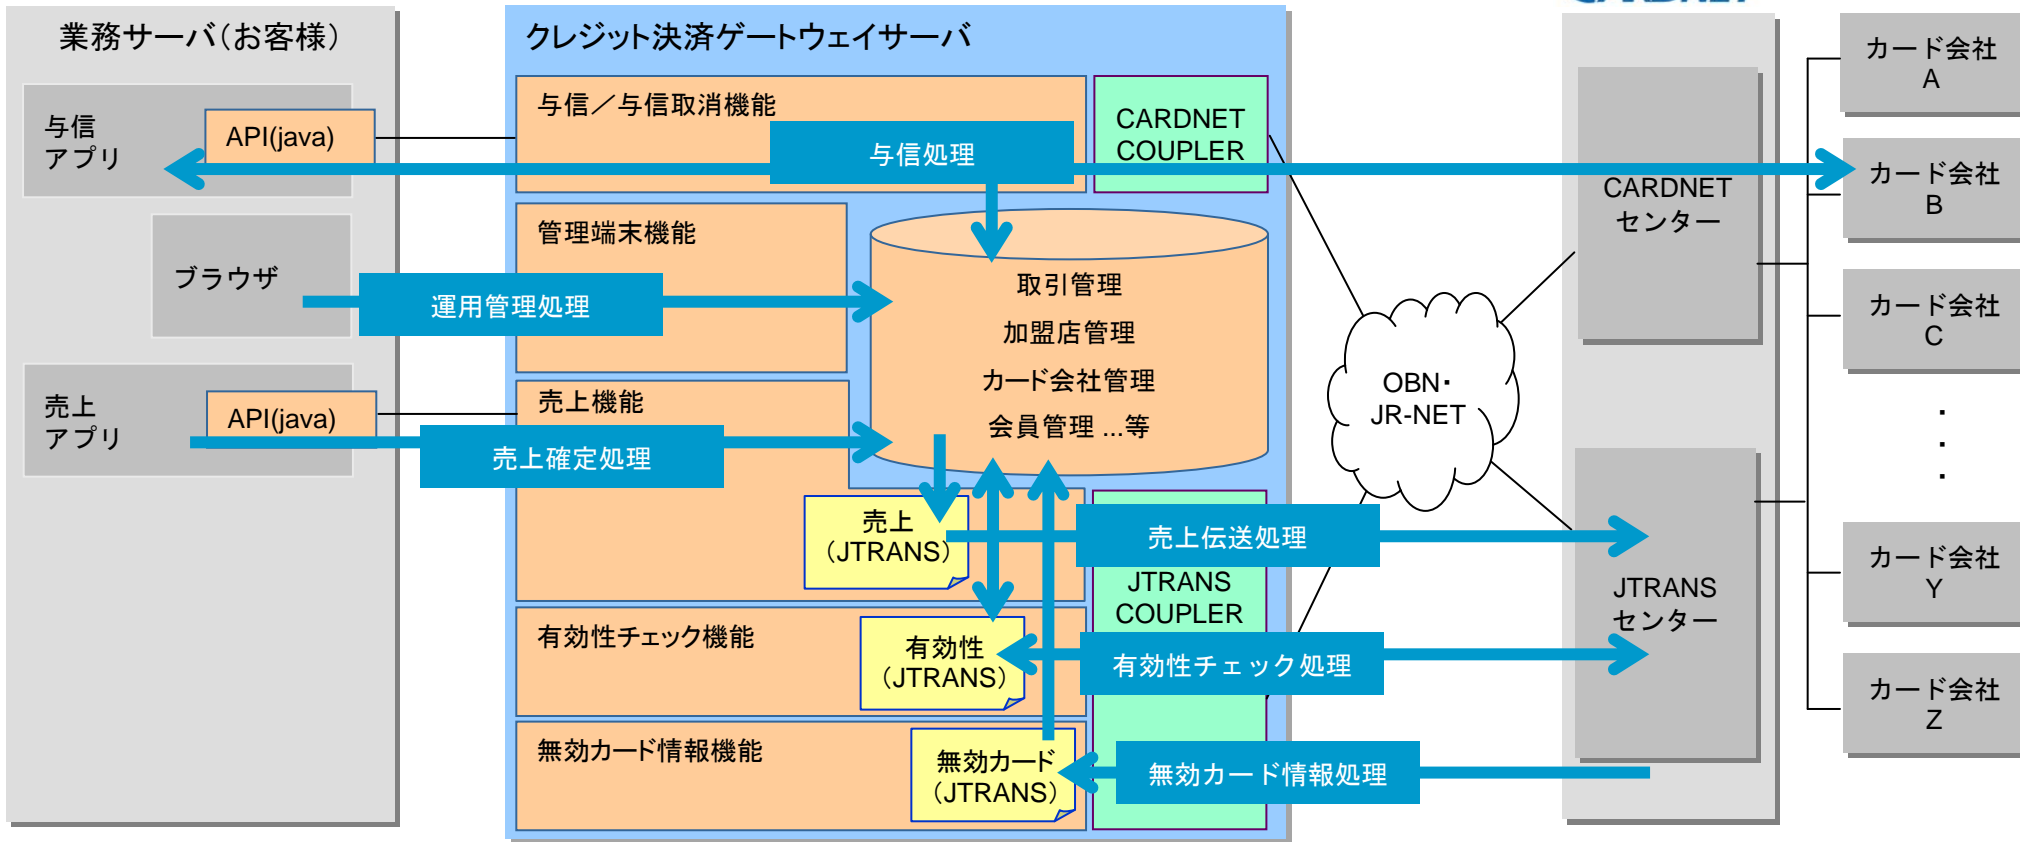 業務サーバ（お客様）
与信
アプリ
API(java)
ブラウザ
売上
アプリ
API(java)
クレジット決済ゲートウェイサーバ
与信／与信取消機能
与信処理
CARDNET
COUPLER
管理端末機能
運用管理処理
取引管理
加盟店管理
カード会社管理
会員管理 ...等
売上機能
売上確定処理
売上
（JTRANS）
売上伝送処理
JTRANS
COUPLER
有効性チェック機能
有効性
（JTRANS）
有効性チェック処理
無効カード情報機能
無効カード
（JTRANS）
無効カード情報処理
OBN・
JR-NET
CARDNET
CARDNET
センター
JTRANS
センター
カード会社
A
カード会社
B
カード会社
C
・
・
・
カード会社
Y
カード会社
Z